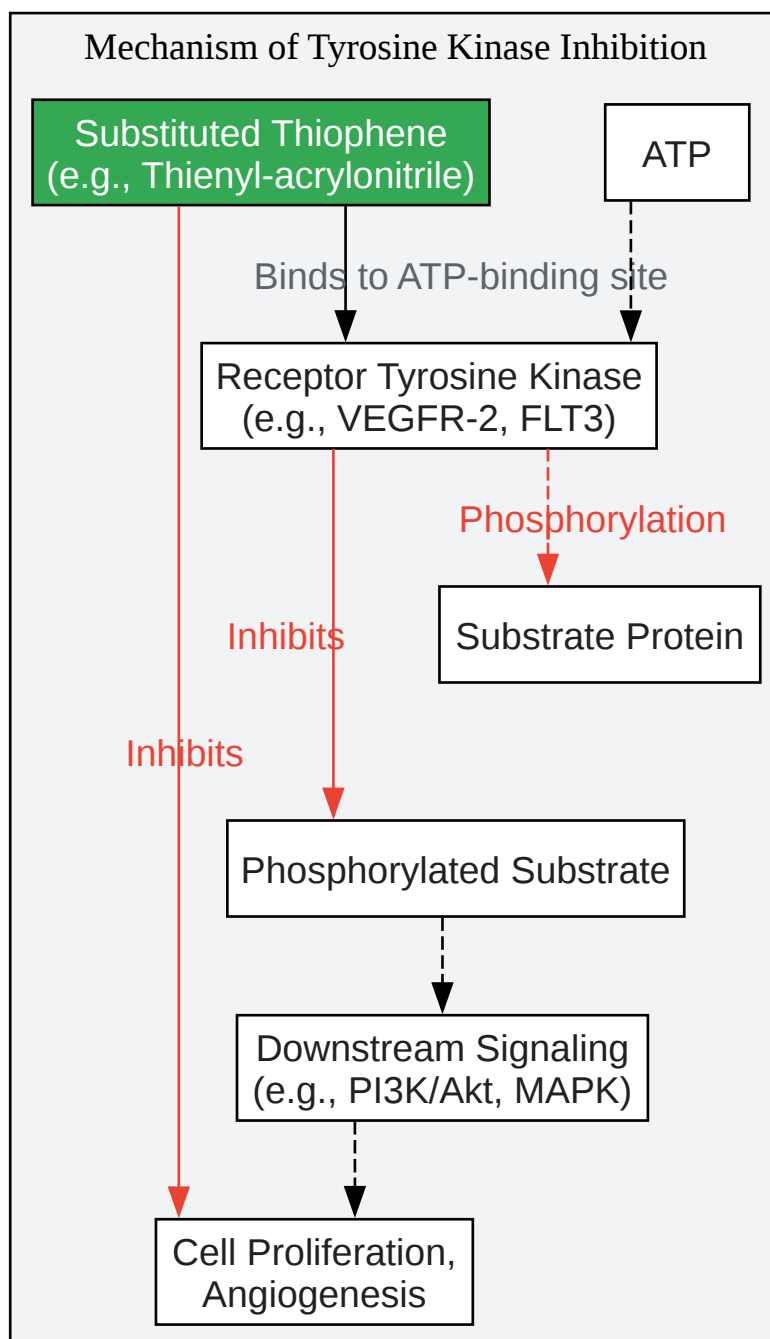 Mechanism of Tyrosine Kinase Inhibition
Substituted Thiophene
(e.g., Thienyl-acrylonitrile)
ATP
Binds to ATP-binding site
Receptor Tyrosine Kinase
(e.g., VEGFR-2, FLT3)
Phosphorylation
Substrate Protein
Inhibits
Inhibits
Phosphorylated Substrate
Downstream Signaling
(e.g., PI3K/Akt, MAPK)
Cell Proliferation,
Angiogenesis